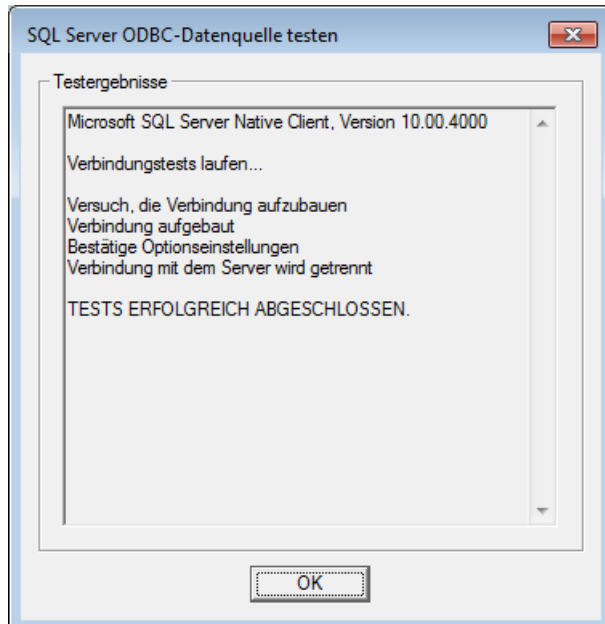 SQL Server ODBC-Datenquelle testen
Testergebnisse
Microsoft SQL Server Native Client, Version 10.00.4000
Verbindungstests laufen...
Versuch, die Verbindung aufzubauen
Verbindung aufgebaut
Bestätige Optionseinstellungen
Verbindung mit dem Server wird getrennt
TESTS ERFOLGREICH ABGESCHLOSSEN.
OK